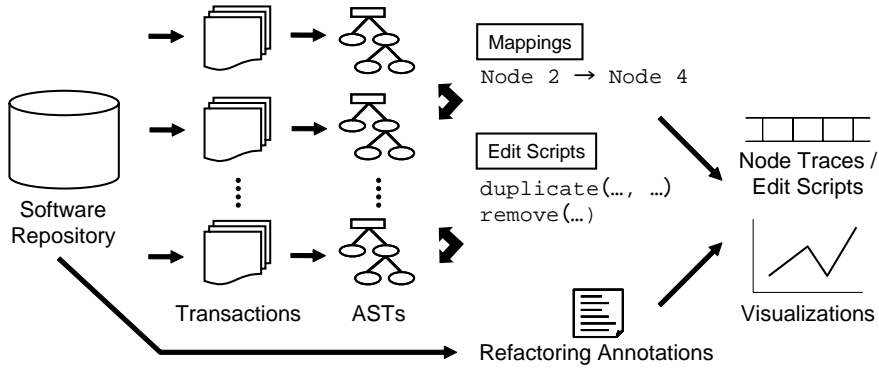 Mappings
Node 2 → Node 4
Edit Scripts
duplicate(…, …)
remove(…)
Software
Repository
Transactions
ASTs
Node Traces /
Edit Scripts
Visualizations
Refactoring Annotations